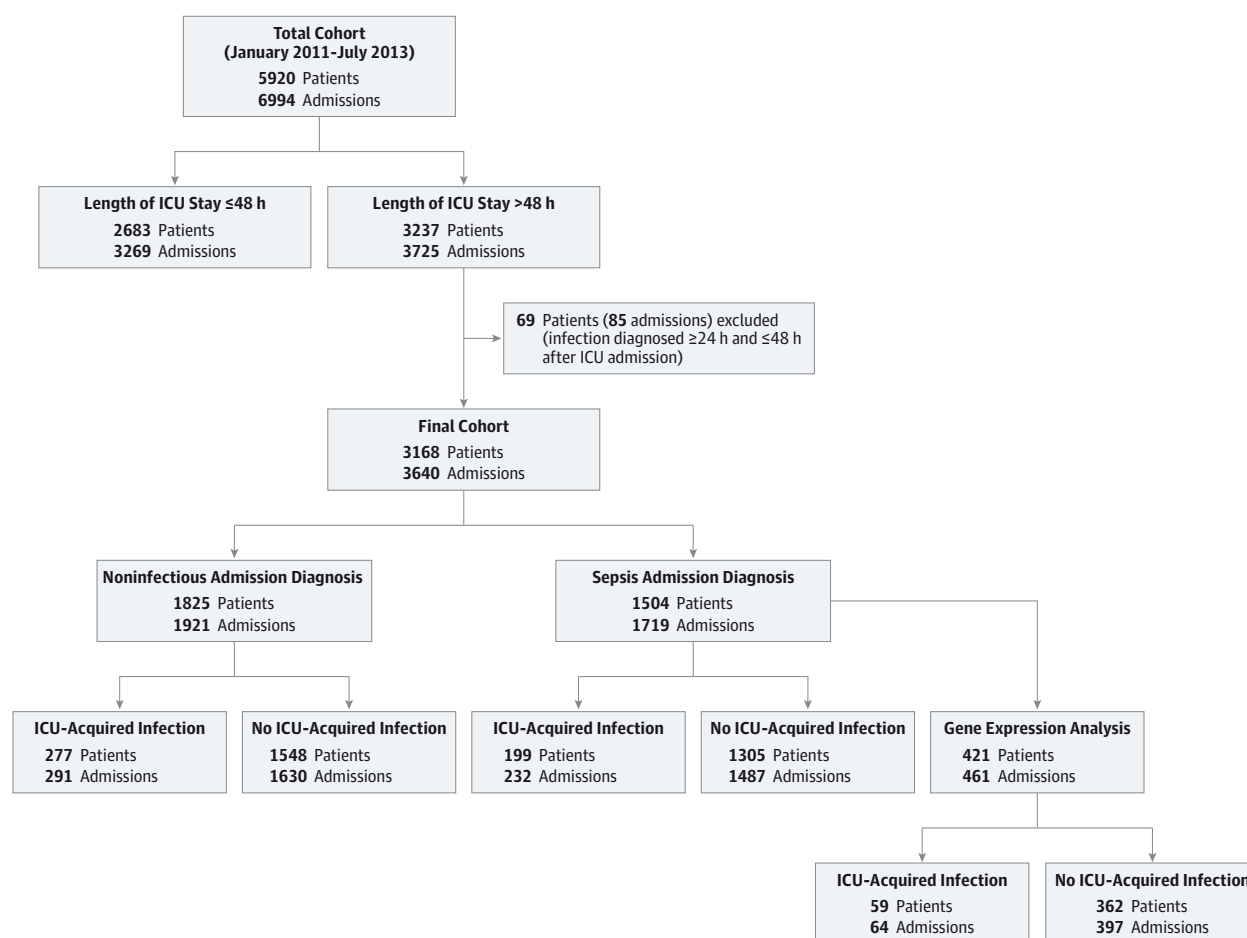 Total Cohort
(January 2011-July 2013)
5920 Patients
6994 Admissions
Length of ICU Stay ≤48 h
2683 Patients
3269 Admissions
Length of ICU Stay >48 h
3237 Patients
3725 Admissions
69 Patients (85 admissions) excluded
(infection diagnosed ≥24 h and ≤48 h
after ICU admission)
Final Cohort
3168 Patients
3640 Admissions
Noninfectious Admission Diagnosis
1825 Patients
1921 Admissions
Sepsis Admission Diagnosis
1504 Patients
1719 Admissions
ICU-Acquired Infection
277 Patients
291 Admissions
No ICU-Acquired Infection
1548 Patients
1630 Admissions
ICU-Acquired Infection
199 Patients
232 Admissions
No ICU-Acquired Infection
1305 Patients
1487 Admissions
Gene Expression Analysis
421 Patients
461 Admissions
ICU-Acquired Infection
59 Patients
64 Admissions
No ICU-Acquired Infection
362 Patients
397 Admissions